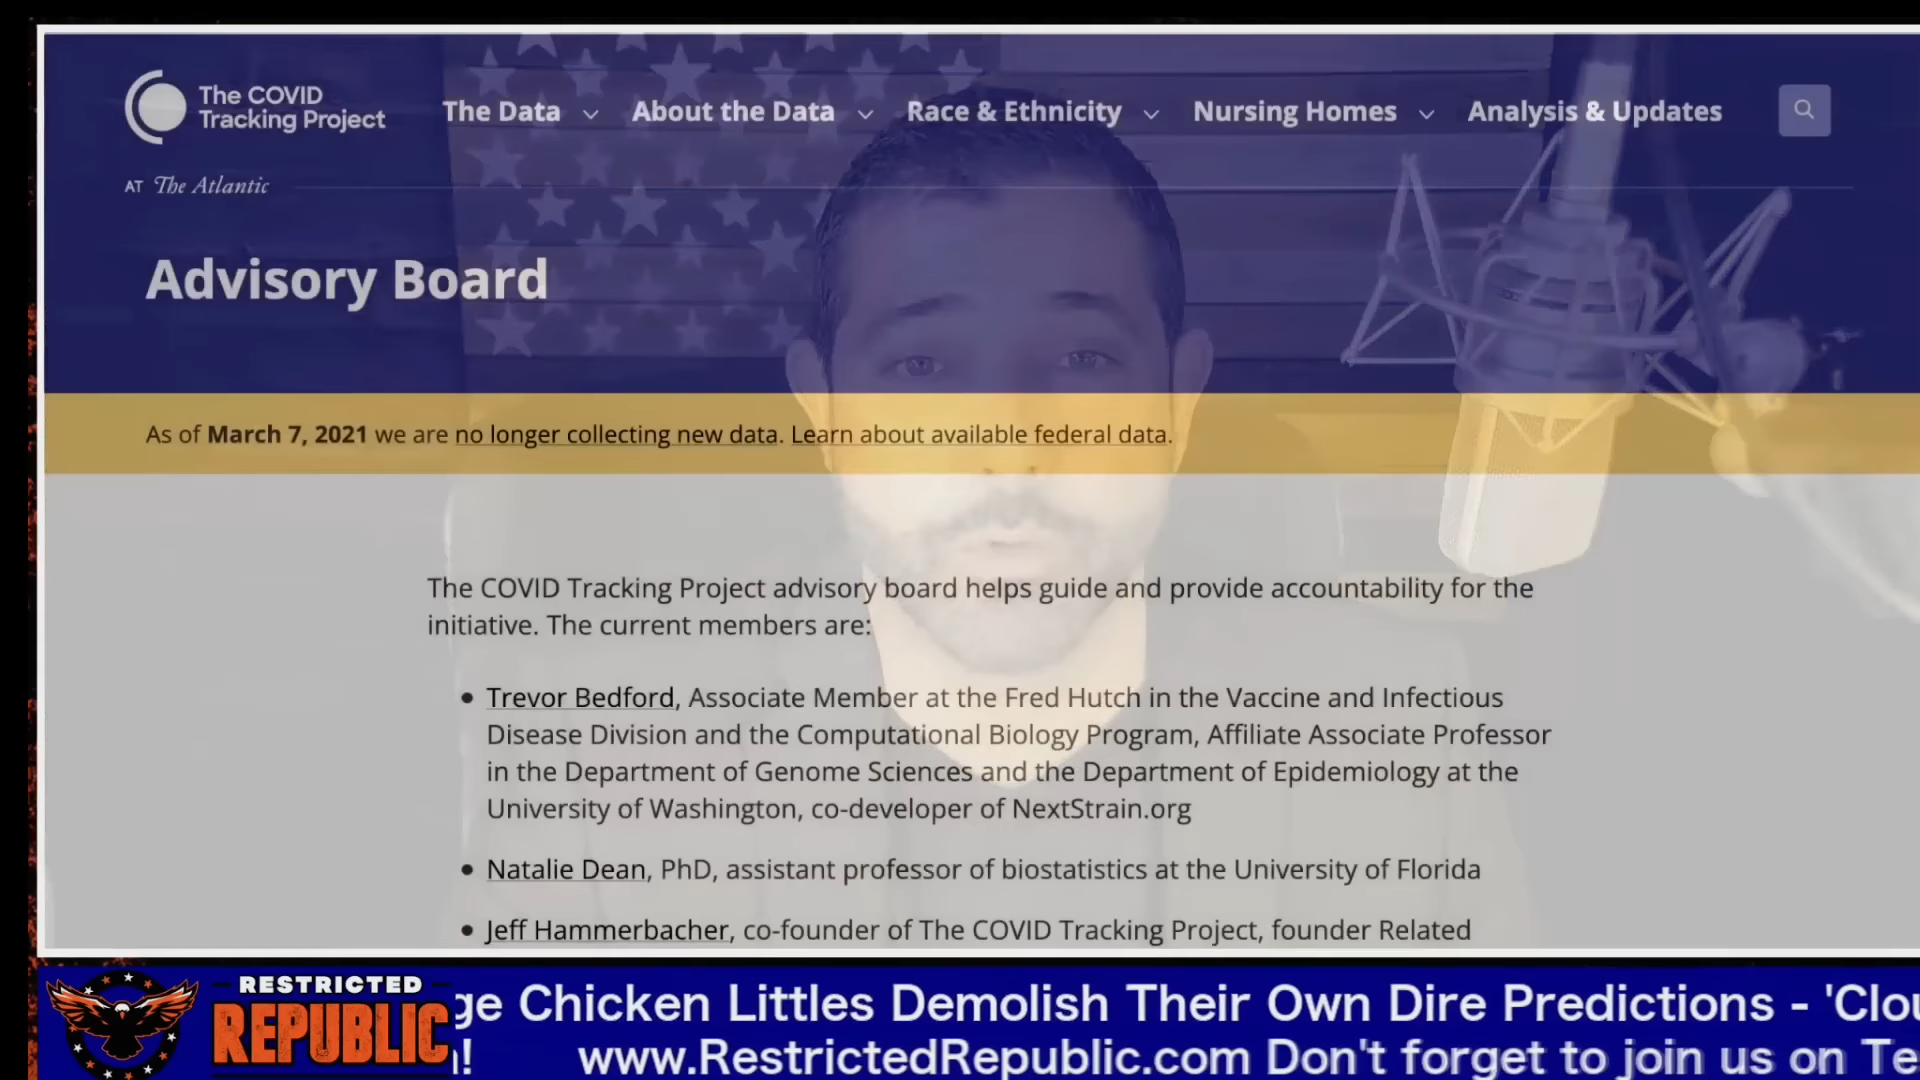 The COVID
Tracking Project
The Data
About the Data
Race & Ethnicity
Nursing Homes
Analysis & Updates
AT The Atlantic
Advisory Board
As of March 7, 2021 we are no longer collecting new data. Learn about available federal data.
The COVID Tracking Project advisory board helps guide and provide accountability for the
initiative. The current members are:
• Trevor Bedford, Associate Member at the Fred Hutch in the Vaccine and Infectious
Disease Division and the Computational Biology Program, Affiliate Associate Professor
in the Department of Genome Sciences and the Department of Epidemiology at the
University of Washington, co-developer of NextStrain.org
• Natalie Dean, PhD, assistant professor of biostatistics at the University of Florida
• Jeff Hammerbacher, co-founder of The COVID Tracking Project, founder Related
RESTRICTED
REPUBLIC
Chicken Littles Demolish Their Own Dire Predictions -
www.RestrictedRepublic.com Don't forget to join us on